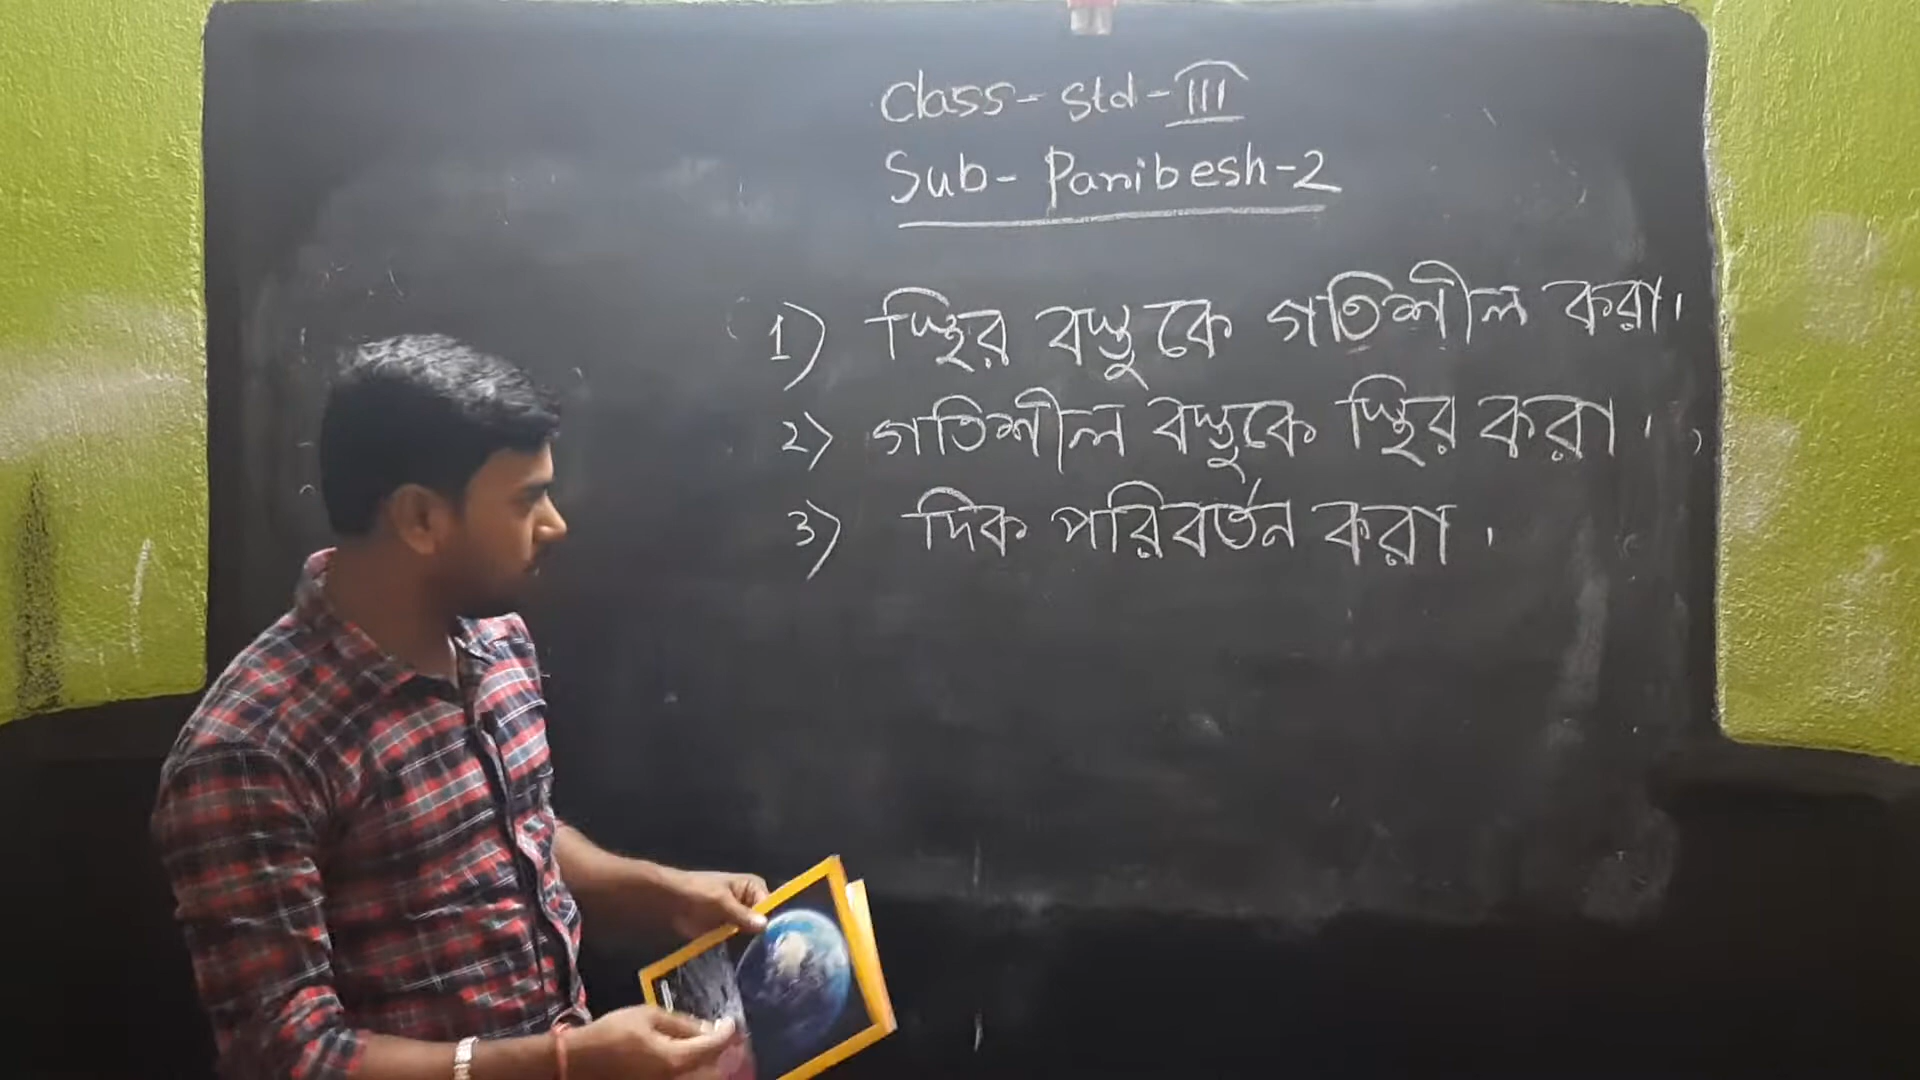 Class - Std - III
Sub - Paribesh - 2
1) স্থির বস্তুকে গতিশীল করা।
2) গতিশীল বস্তুকে স্থির করা।
3) দিক পরিবর্তন করা।